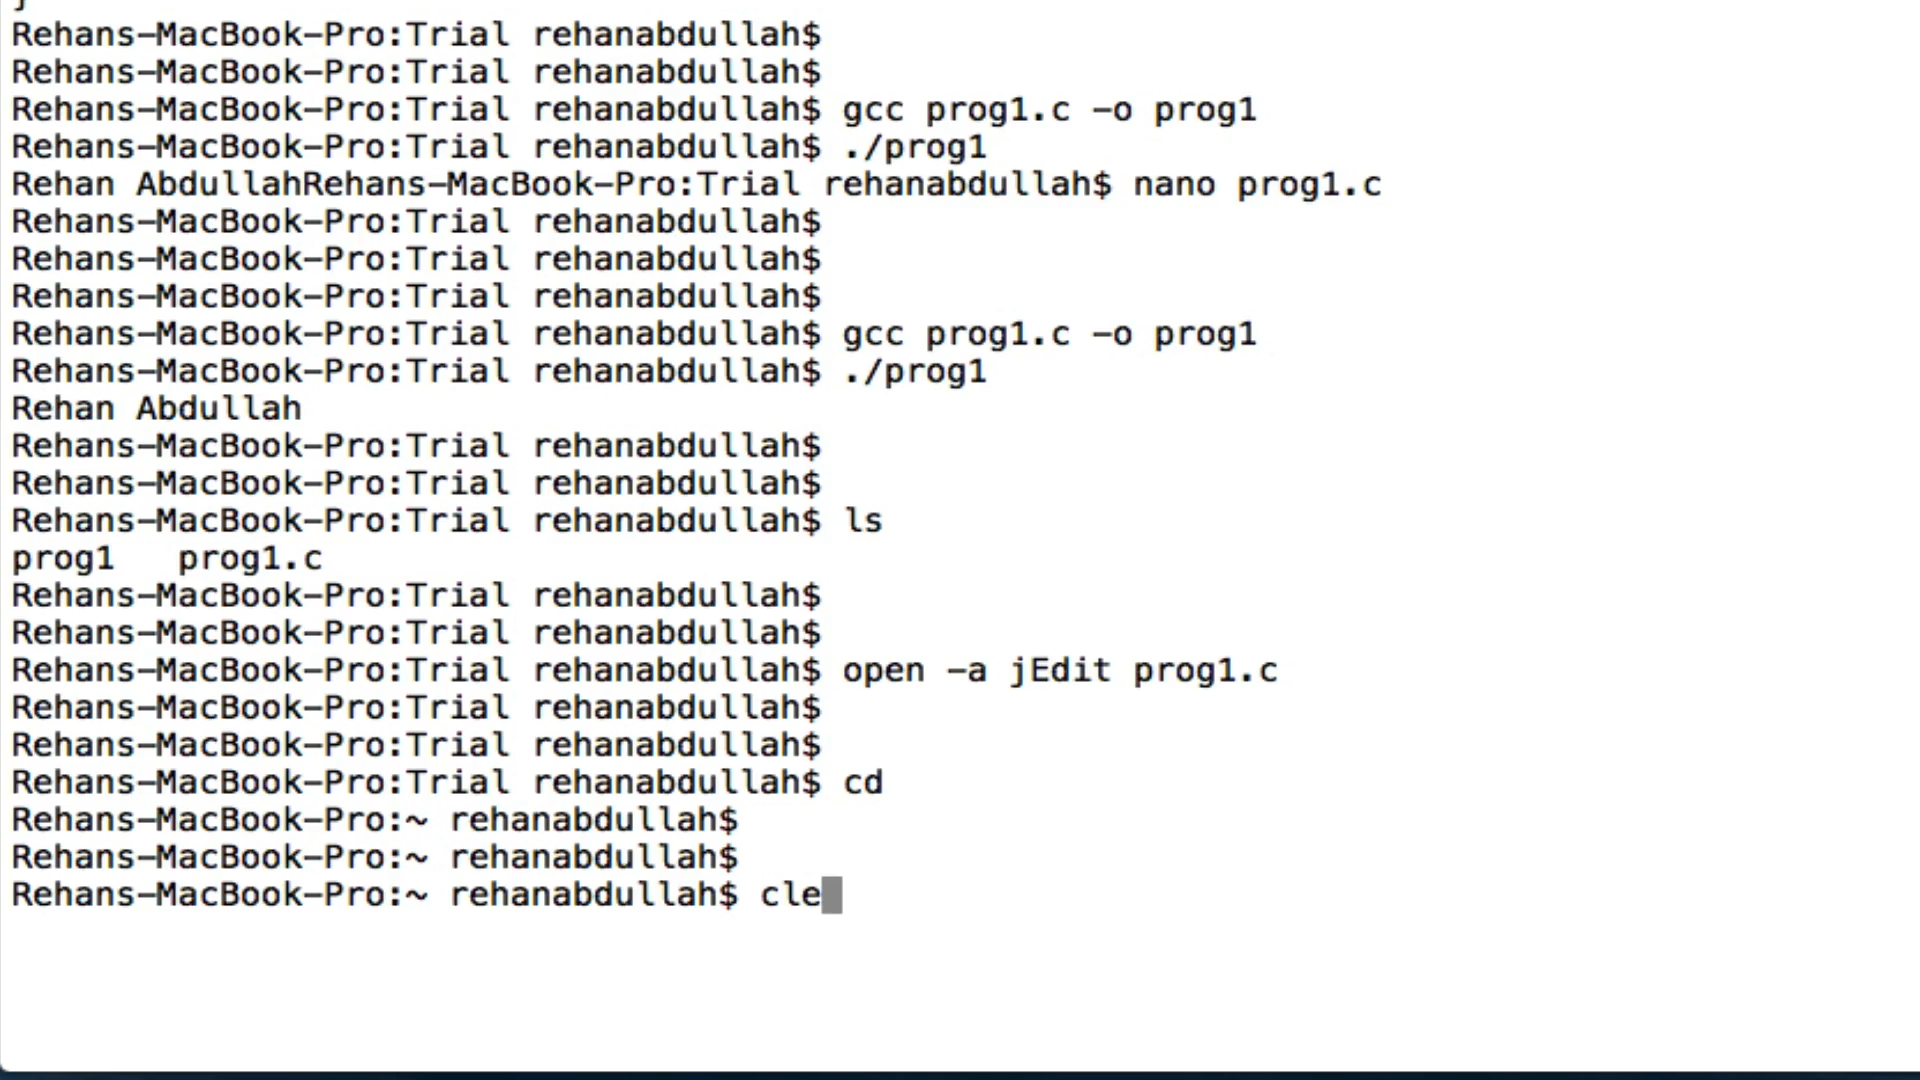 }
Rehans-MacBook-Pro:Trial rehanabdullah$
Rehans-MacBook-Pro:Trial rehanabdullah$
Rehans-MacBook-Pro:Trial rehanabdullah$ gcc prog1.c -o prog1
Rehans-MacBook-Pro:Trial rehanabdullah$ ./prog1
Rehan AbdullahRehans-MacBook-Pro:Trial rehanabdullah$ nano prog1.c
Rehans-MacBook-Pro:Trial rehanabdullah$
Rehans-MacBook-Pro:Trial rehanabdullah$
Rehans-MacBook-Pro:Trial rehanabdullah$
Rehans-MacBook-Pro:Trial rehanabdullah$ gcc prog1.c -o prog1
Rehans-MacBook-Pro:Trial rehanabdullah$ ./prog1
Rehan Abdullah
Rehans-MacBook-Pro:Trial rehanabdullah$
Rehans-MacBook-Pro:Trial rehanabdullah$
Rehans-MacBook-Pro:Trial rehanabdullah$ ls
prog1   prog1.c
Rehans-MacBook-Pro:Trial rehanabdullah$
Rehans-MacBook-Pro:Trial rehanabdullah$
Rehans-MacBook-Pro:Trial rehanabdullah$ open -a jEdit prog1.c
Rehans-MacBook-Pro:Trial rehanabdullah$
Rehans-MacBook-Pro:Trial rehanabdullah$
Rehans-MacBook-Pro:Trial rehanabdullah$ cd
Rehans-MacBook-Pro:~ rehanabdullah$
Rehans-MacBook-Pro:~ rehanabdullah$
Rehans-MacBook-Pro:~ rehanabdullah$ cle